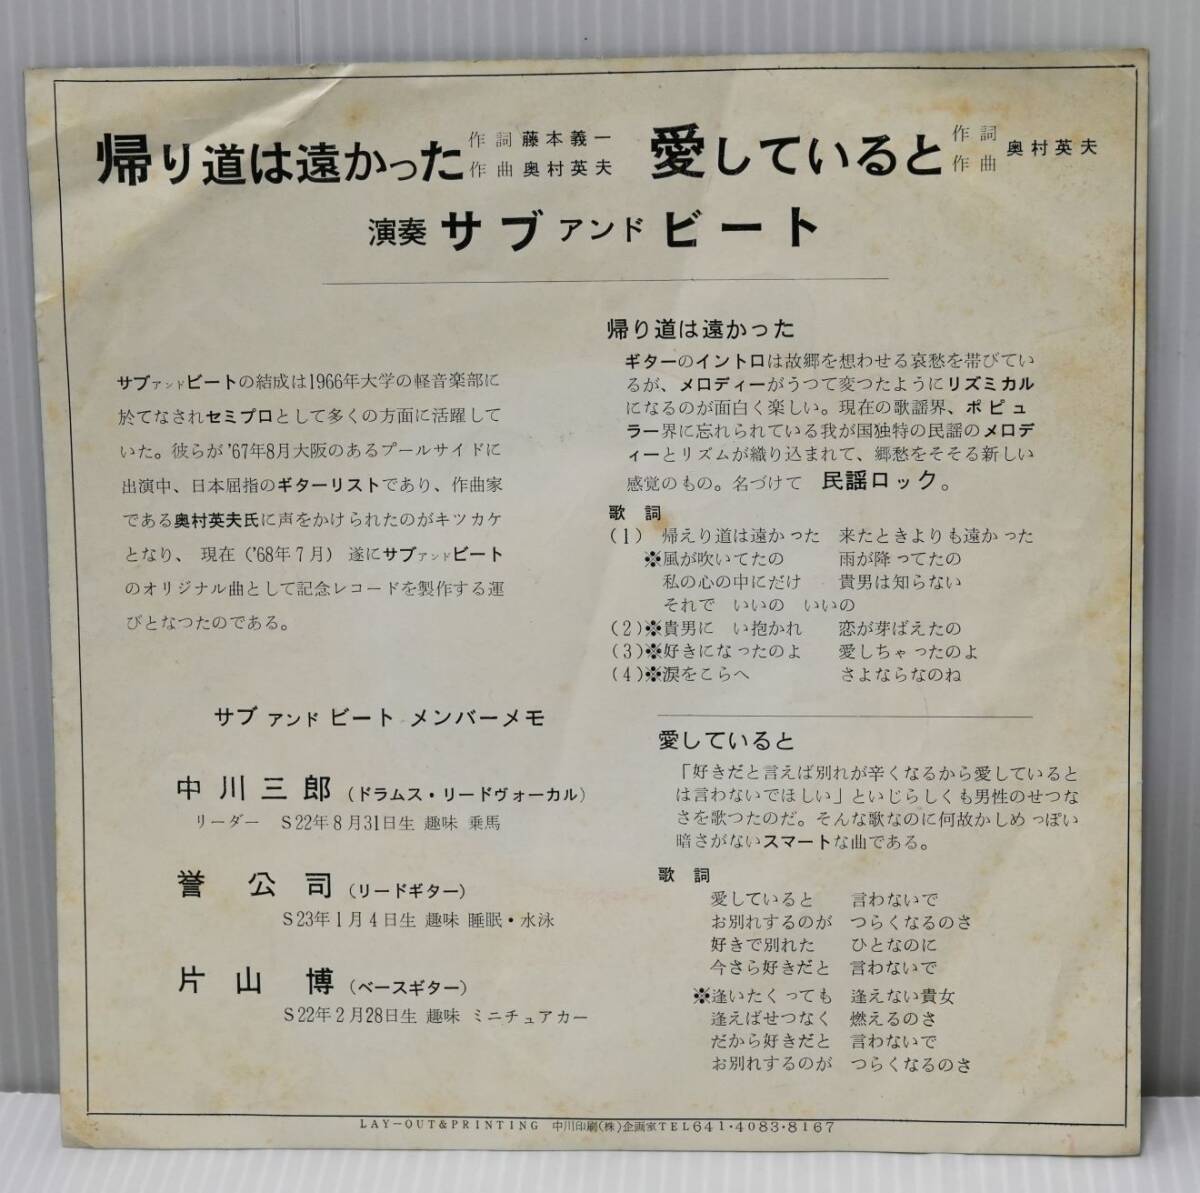 帰り道は遠かった 作詞 藤本義一 作曲 奥村英夫 愛していると 作詞 作曲 奥村英夫
演奏 サブ アンド ビート
サブアンドビートの結成は1966年大学の軽音楽部に
於てなされセミプロとして多くの方面に活躍して
いた。彼らが'67年8月大阪のあるプールサイドに
出演中、日本屈指のギターリストであり、作曲家
である奥村英夫氏に声をかけられたのがキツカケ
となり、現在('68年7月)遂にサブアンドビート
のオリジナル曲として記念レコードを製作する運
びとなつたのである。
サブ アンド ビート メンバーメモ
中川三郎(ドラムス・リードヴォーカル)
リーダー S22年8月31日生 趣味 乗馬
誉 公司(リードギター)
S23年1月4日生 趣味 睡眠・水泳
片山 博(ベースギター)
S22年2月28日生 趣味 ミニチュアカー
帰り道は遠かった
ギターのイントロは故郷を想わせる哀愁を帯びてい
るが、メロディーがうつて変つたようにリズミカル
になるのが面白く楽しい。現在の歌謡界、ポピュ
ラー界に忘れられている我が国独特の民謡のメロデ
ィーとリズムが織り込まれて、郷愁をそそる新しい
感覚のもの。名づけて 民謡ロック。
歌詞
(1) 帰えり道は遠かった 来たときよりも遠かった
※風が吹いてたの 雨が降ってたの
私の心の中にだけ 貴男は知らない
それで いいの いいの
(2)※貴男に い抱かれ 恋が芽ばえたの
(3)※好きになったのよ 愛しちゃったのよ
(4)※涙をこらへ さよならなのね
愛していると
「好きだと言えば別れが辛くなるから愛していると
は言わないでほしい」といじらしくも男性のせつな
さを歌つたのだ。そんな歌なのに何故かしめっぽい
暗さがないスマートな曲である。
歌詞
愛していると 言わないで
お別れするのが つらくなるのさ
好きで別れた ひとなのに
今さら好きだと 言わないで
※逢いたくっても 逢えない貴女
逢えばせつなく 燃えるのさ
だから好きだと 言わないで
お別れするのが つらくなるのさ
LAY-OUT&PRINTING 中川印刷(株)企画室TEL641・4083・8167